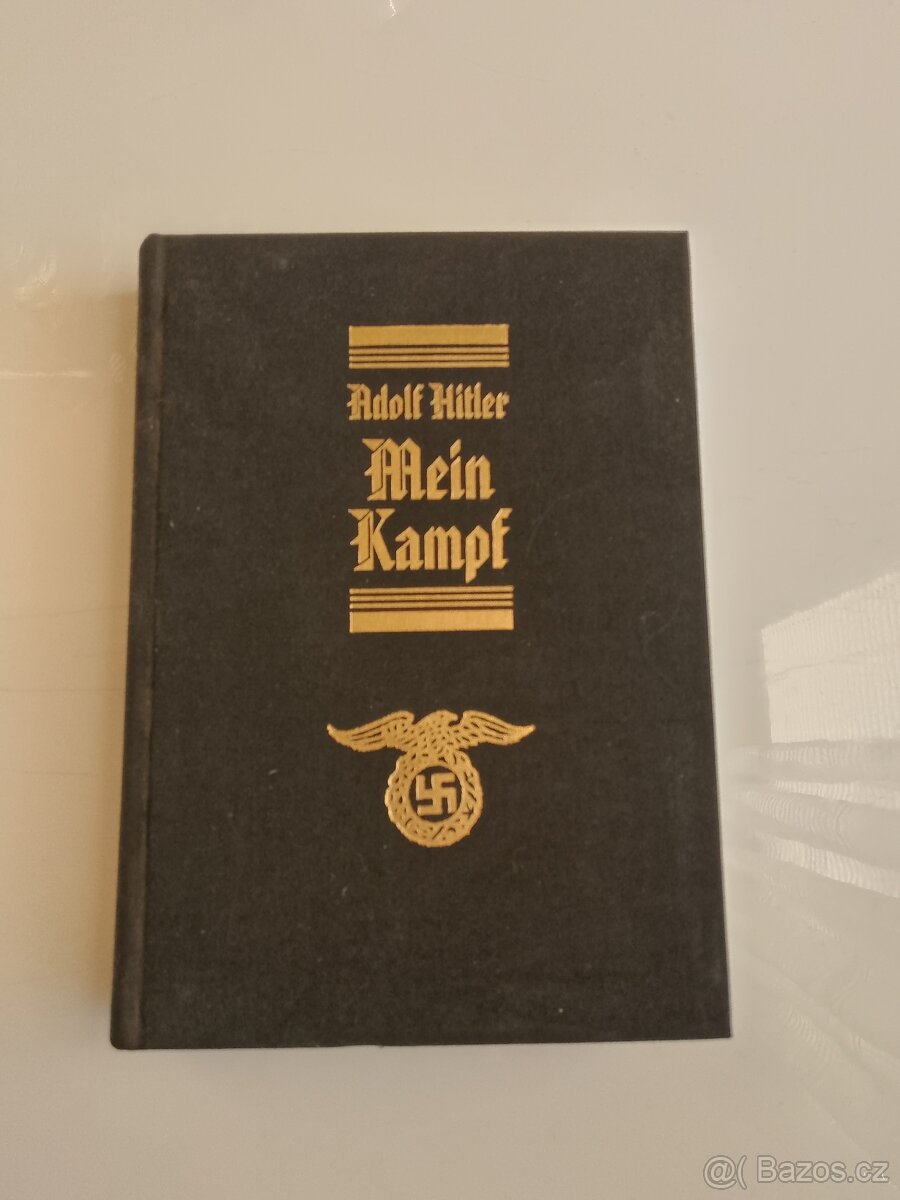 Adolf Hitler
Mein
Kampf
@( Bazos.cz